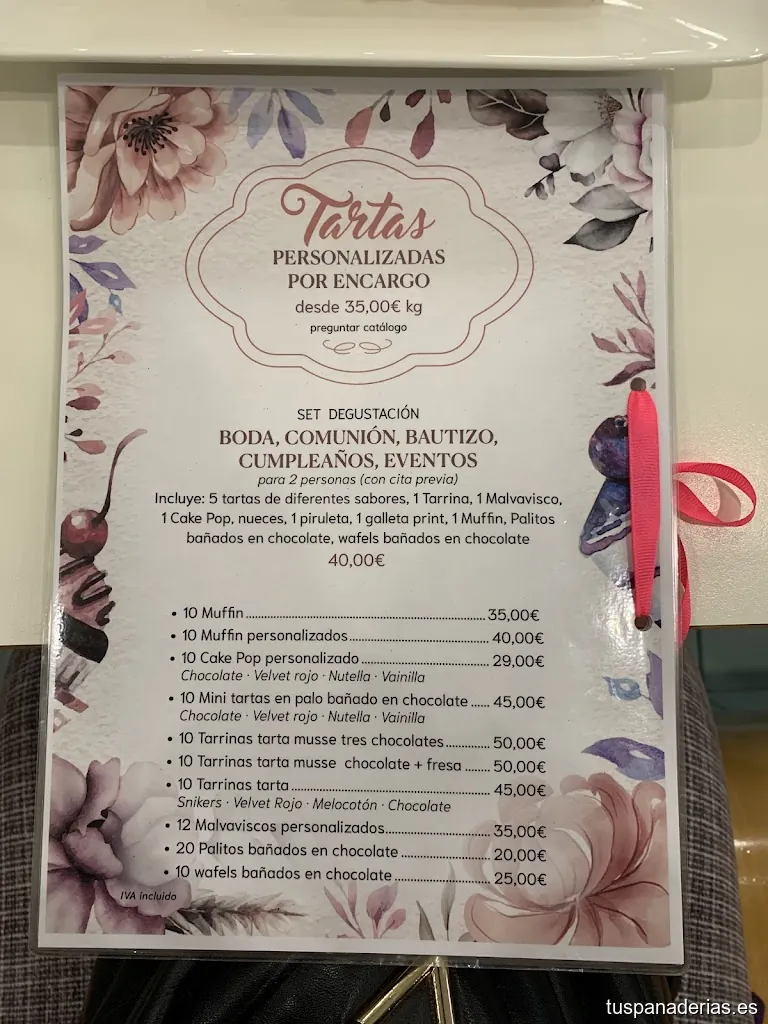 Tartas
PERSONALIZADAS
POR ENCARGO
desde 35,00€ kg
preguntar catálogo
SET DEGUSTACIÓN
BODA, COMUNIÓN, BAUTIZO,
CUMPLEAÑOS, EVENTOS
para 2 personas (con cita previa)
Incluye: 5 tartas de diferentes sabores, 1 Tarrina, 1 Malvavisco,
1 Cake Pop, nueces, 1 piruleta, 1 galleta print, 1 Muffin, Palitos
bañados en chocolate, wafels bañados en chocolate
40,00€
• 10 Muffin 35,00€
• 10 Muffin personalizados 40,00€
• 10 Cake Pop personalizado 29,00€
Chocolate · Velvet rojo · Nutella · Vainilla
• 10 Mini tartas en palo bañado en chocolate 45,00€
Chocolate · Velvet rojo · Nutella · Vainilla
• 10 Tarrinas tarta musse tres chocolates 50,00€
• 10 Tarrinas tarta musse chocolate + fresa 50,00€
• 10 Tarrinas tarta 45,00€
Snikers · Velvet Rojo · Melocotón · Chocolate
• 12 Malvaviscos personalizados 35,00€
• 20 Palitos bañados en chocolate 20,00€
• 10 wafels bañados en chocolate 25,00€
IVA incluido
tuspanaderias.es